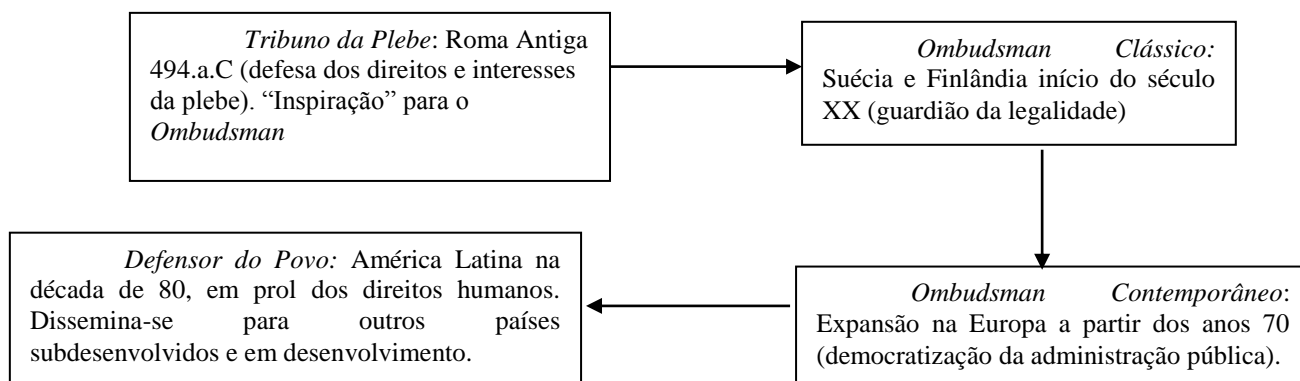 Tribuno da Plebe: Roma Antiga
494.a.C (defesa dos direitos e interesses
da plebe). “Inspiração” para o
Ombudsman
Ombudsman Clássico:
Suécia e Finlândia início do século
XX (guardião da legalidade)
Ombudsman Contemporâneo:
Expansão na Europa a partir dos anos 70
(democratização da administração pública).
Defensor do Povo: América Latina na
década de 80, em prol dos direitos humanos.
Dissemina-se para outros países
subdesenvolvidos e em desenvolvimento.